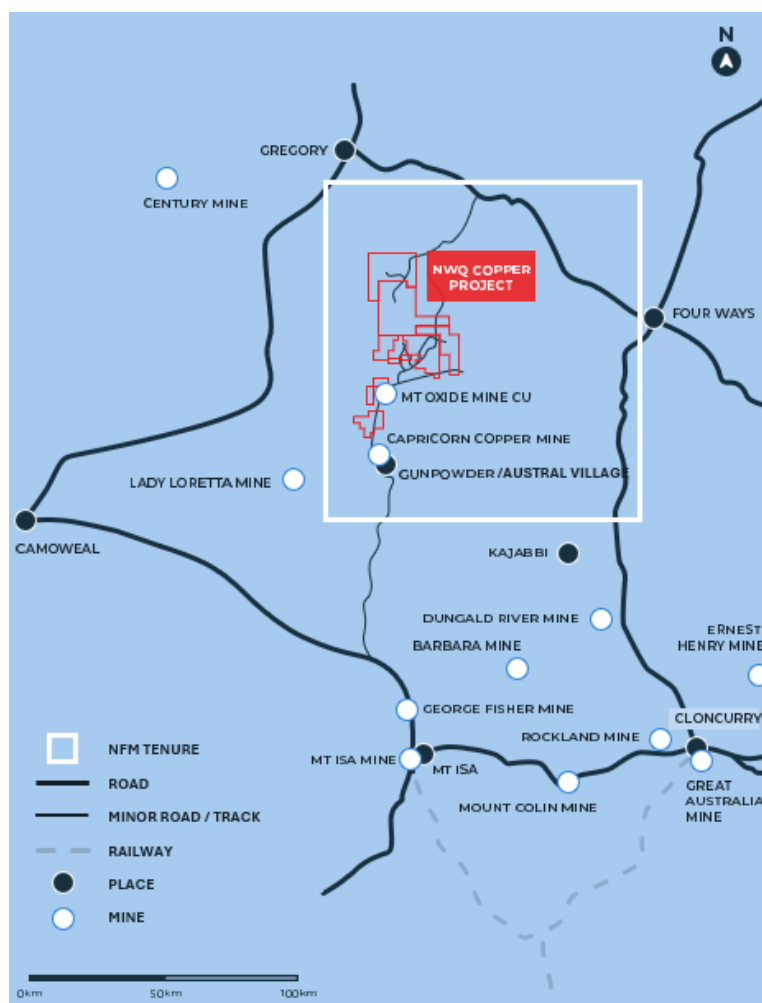 N
GREGORY
CENTURY MINE
NWQ COPPER
PROJECT
FOUR WAYS
MT OXIDE MINE CU
CAPRICORN COPPER MINE
GUNPOWDER/AUSTRAL VILLAGE
LADY LORETTA MINE
CAMOWEAL
KAJABBI
DUNGALD RIVER MINE
BARBARA MINE
ERNEST
HENRY MINE
GEORGE FISHER MINE
CLONCURRY
ROCKLAND MINE
MT ISA MINE
MT ISA
MOUNT COLIN MINE
GREAT
AUSTRALIA
MINE
NFM TENURE
ROAD
MINOR ROAD / TRACK
RAILWAY
PLACE
MINE
0km 50km 100km